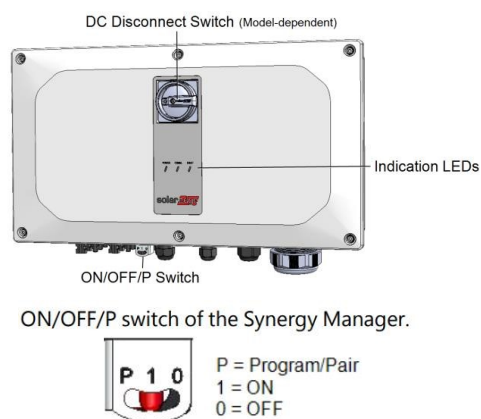 DC Disconnect Switch (Model-dependent)
Indication LEDs
solaredge
ON/OFF/P Switch
ON/OFF/P switch of the Synergy Manager.
P 1 0
P = Program/Pair
1 = ON
0 = OFF